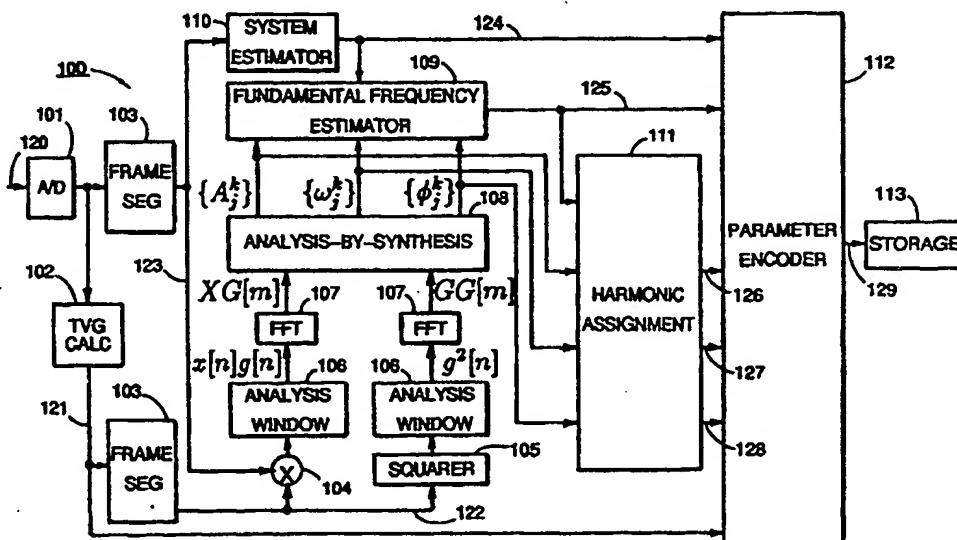 110
SYSTEM
ESTIMATOR
124
112
100
109
FUNDAMENTAL FREQUENCY
ESTIMATOR
125
101
103
120
A/D
FRAME
SEG
111
{A_j^k}
{ω_j^k}
{ϕ_j^k}
108
113
ANALYSIS-BY-SYNTHESIS
PARAMETER
ENCODER
STORAGE
123
102
XG[m]
107
107
GG[m]
HARMONIC
ASSIGNMENT
126
129
TVG
CALC
FFT
FFT
x[n]g[n]
106
106
g²[n]
127
121
103
ANALYSIS
WINDOW
ANALYSIS
WINDOW
128
FRAME
SEG
X
104
105
SQUARER
122